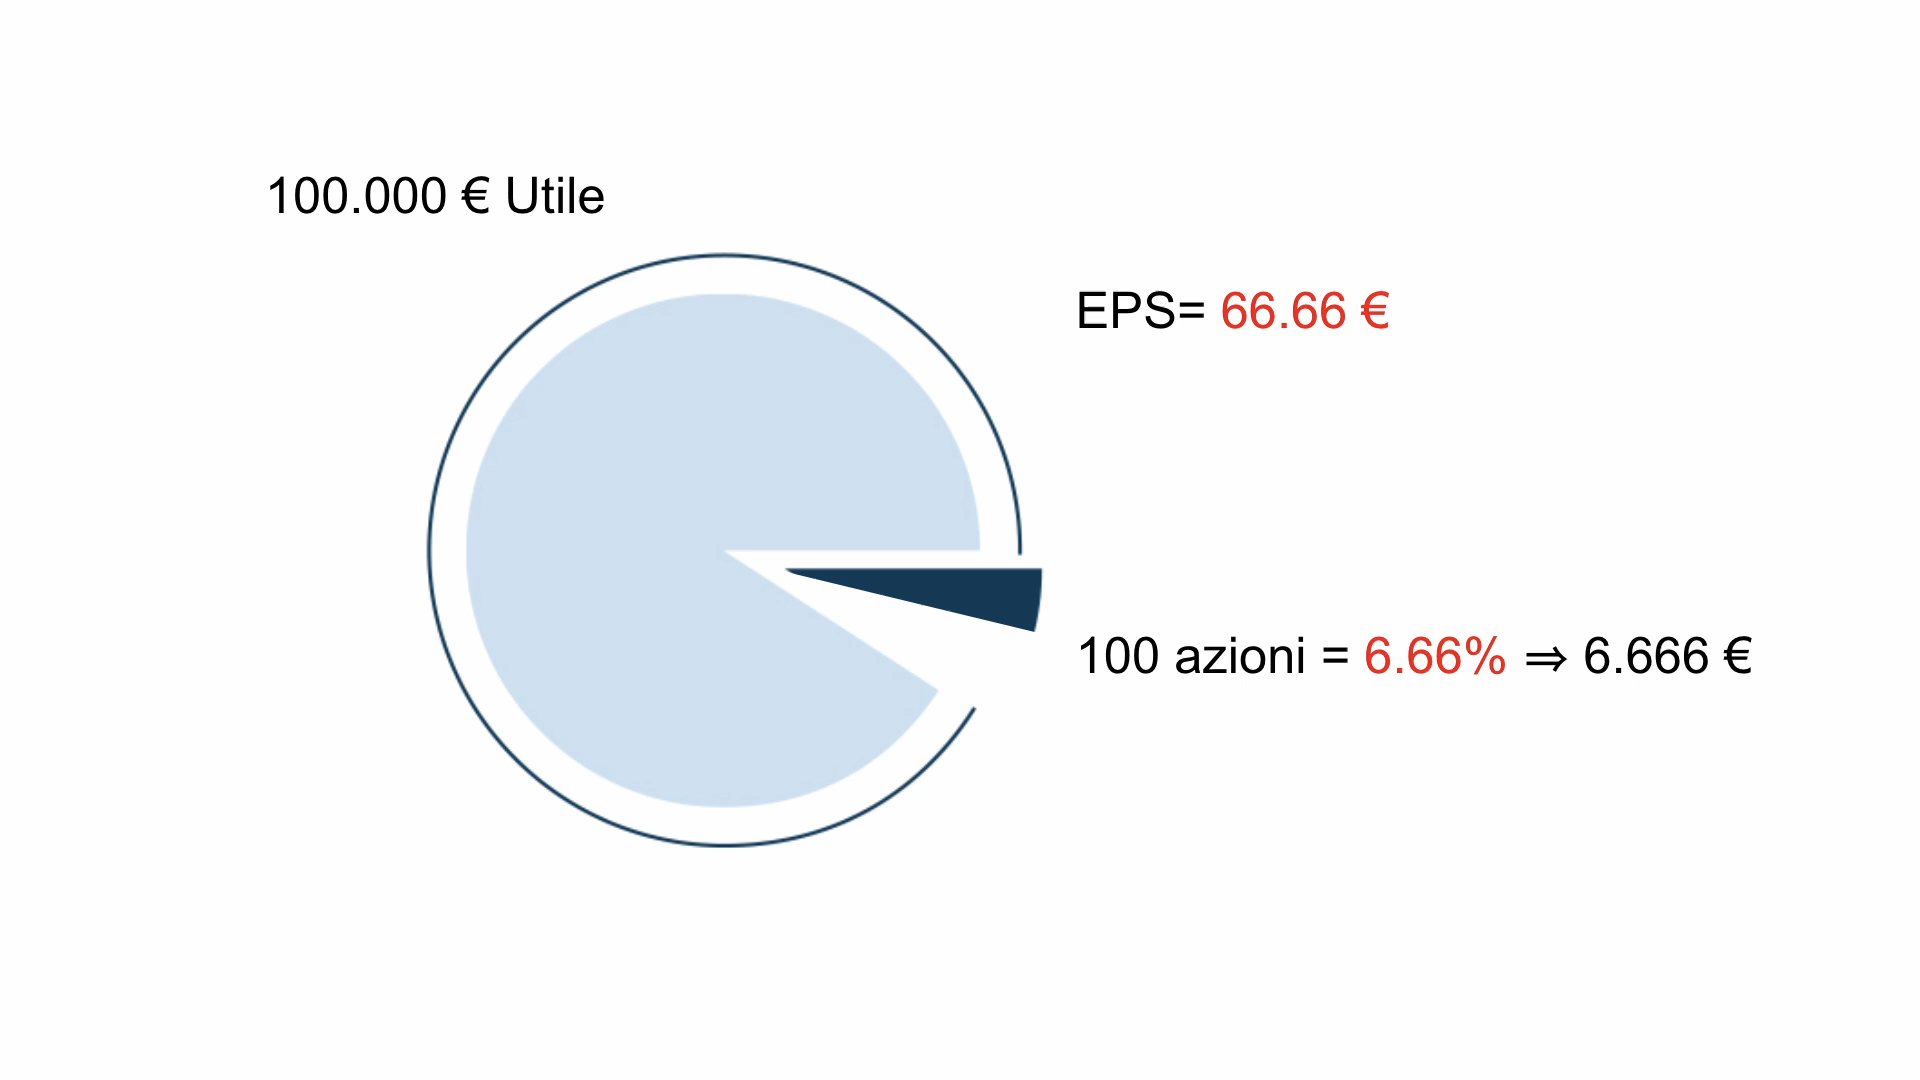 100.000 € Utile
EPS= 66.66 €
100 azioni = 6.66% ⇒ 6.666 €